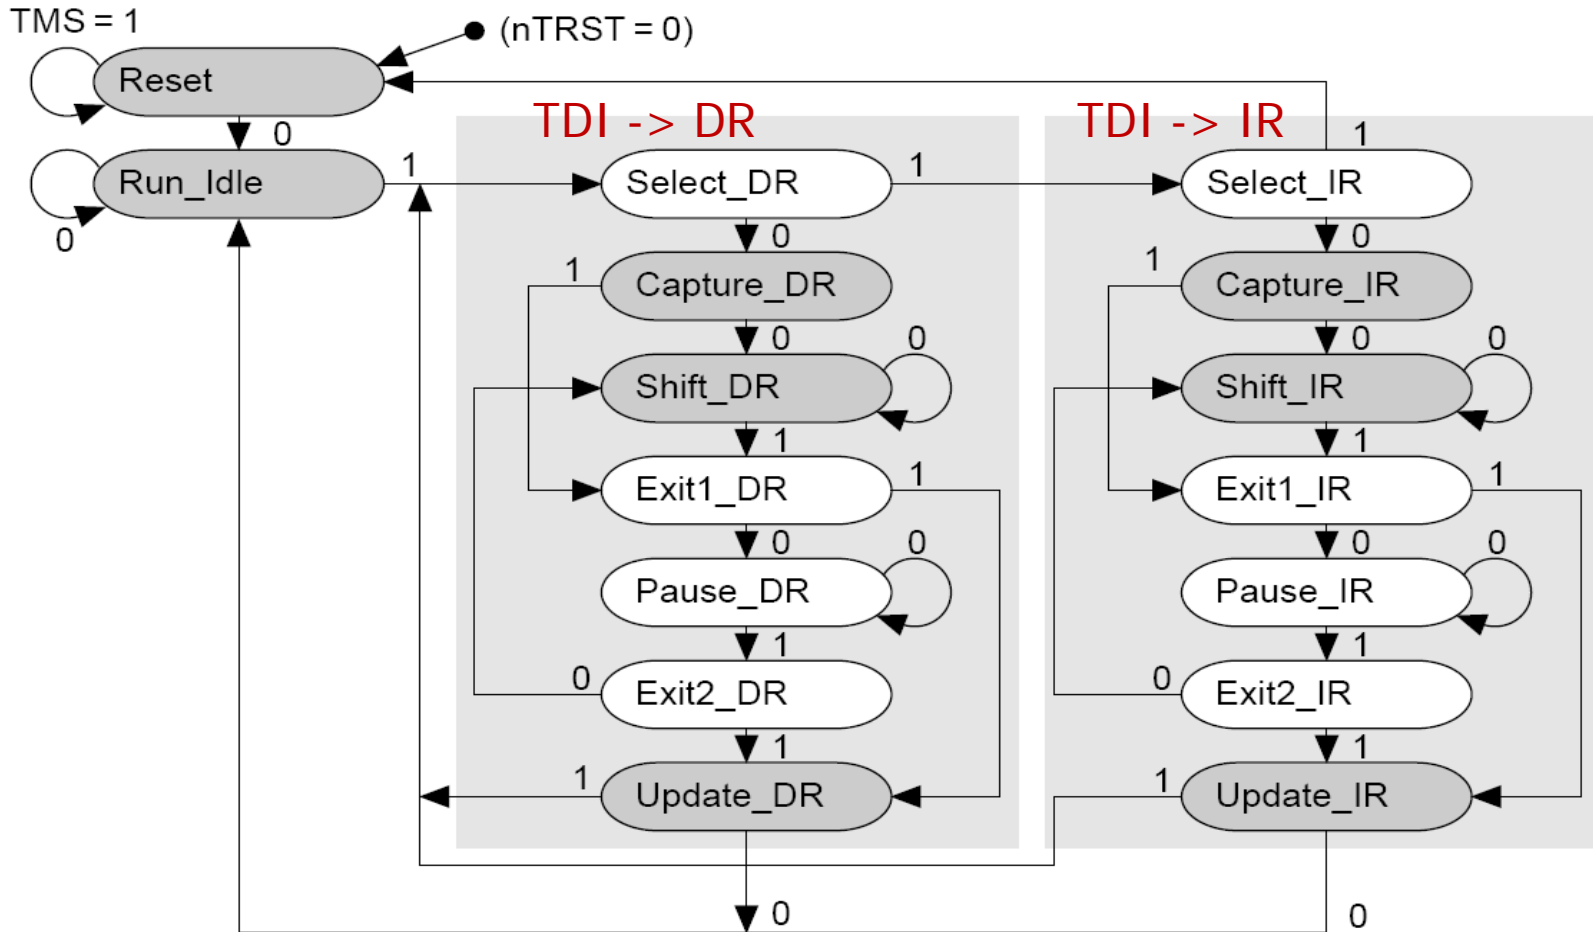 TMS = 1
(nTRST = 0)
Reset
TDI -> DR
TDI -> IR
0
1
Run_Idle
1
Select_DR
1
Select_IR
0
0
0
1
Capture_DR
1
Capture_IR
0
0
0
0
Shift_DR
Shift_IR
1
1
Exit1_DR
1
Exit1_IR
1
0
0
0
0
Pause_DR
Pause_IR
1
1
0
Exit2_DR
0
Exit2_IR
1
1
1
Update_DR
1
Update_IR
0
0